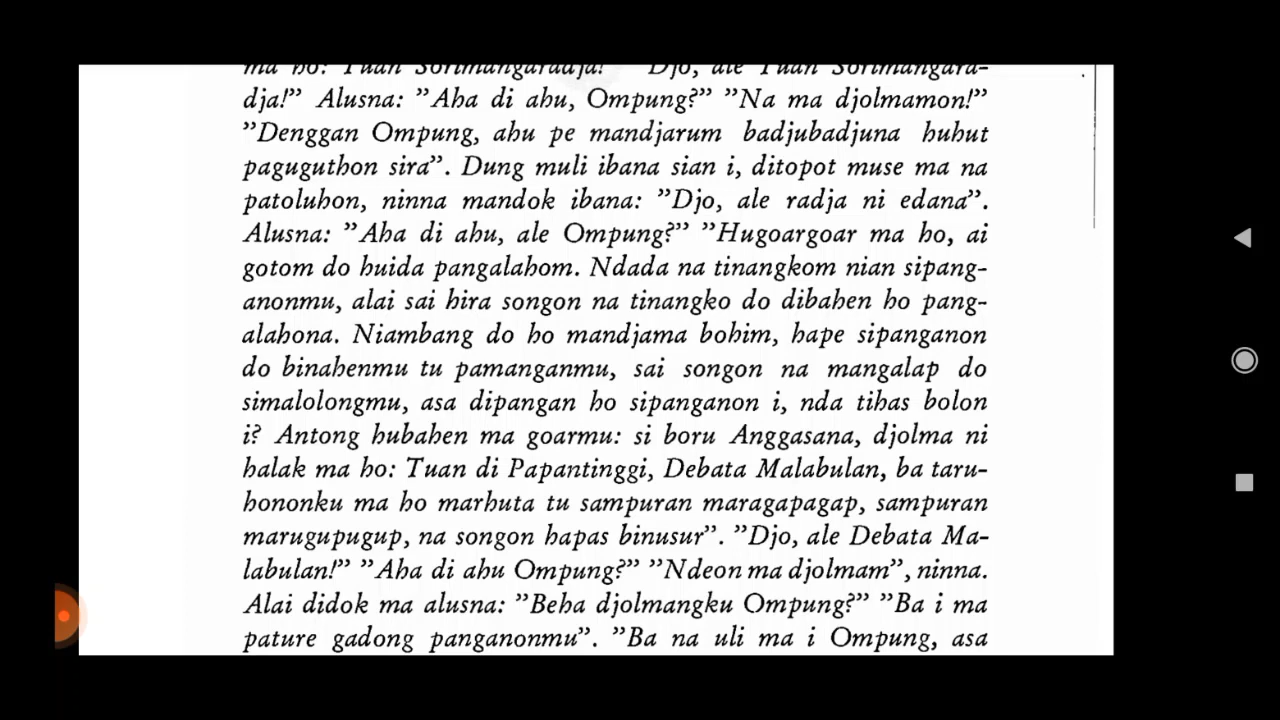 ma ho: Tuan Sorimangaradja!” ”Djo, ale Tuan Sorimangara-
dja!” Alusna: ”Aha di ahu, Ompung?” ”Na ma djolmamon!”
”Denggan Ompung, ahu pe mandjarum badjubadjuna huhut
paguguthon sira”. Dung muli ibana sian i, ditopot muse ma na
patoluhon, ninna mandok ibana: ”Djo, ale radja ni edana”.
Alusna: ”Aha di ahu, ale Ompung?” ”Hugoargoar ma ho, ai
gotom do huida pangalahom. Ndada na tinangkom nian sipang-
anonmu, alai sai hira songon na tinangko do dibahen ho pang-
alahona. Niambang do ho mandjama bohim, hape sipanganon
do binahenmu tu pamanganmu, sai songon na mangalap do
simalolongmu, asa dipangan ho sipanganon i, nda tihas bolon
i? Antong hubahen ma goarmu: si boru Anggasana, djolma ni
halak ma ho: Tuan di Papantinggi, Debata Malabulan, ba taru-
hononku ma ho marhuta tu sampuran maragapagap, sampuran
marugupugup, na songon hapas binusur”. ”Djo, ale Debata Ma-
labulan!” ”Aha di ahu Ompung?” ”Ndeon ma djolmam”, ninna.
Alai didok ma alusna: ”Beha djolmangku Ompung?” ”Ba i ma
pature gadong panganonmu”. ”Ba na uli ma i Ompung, asa